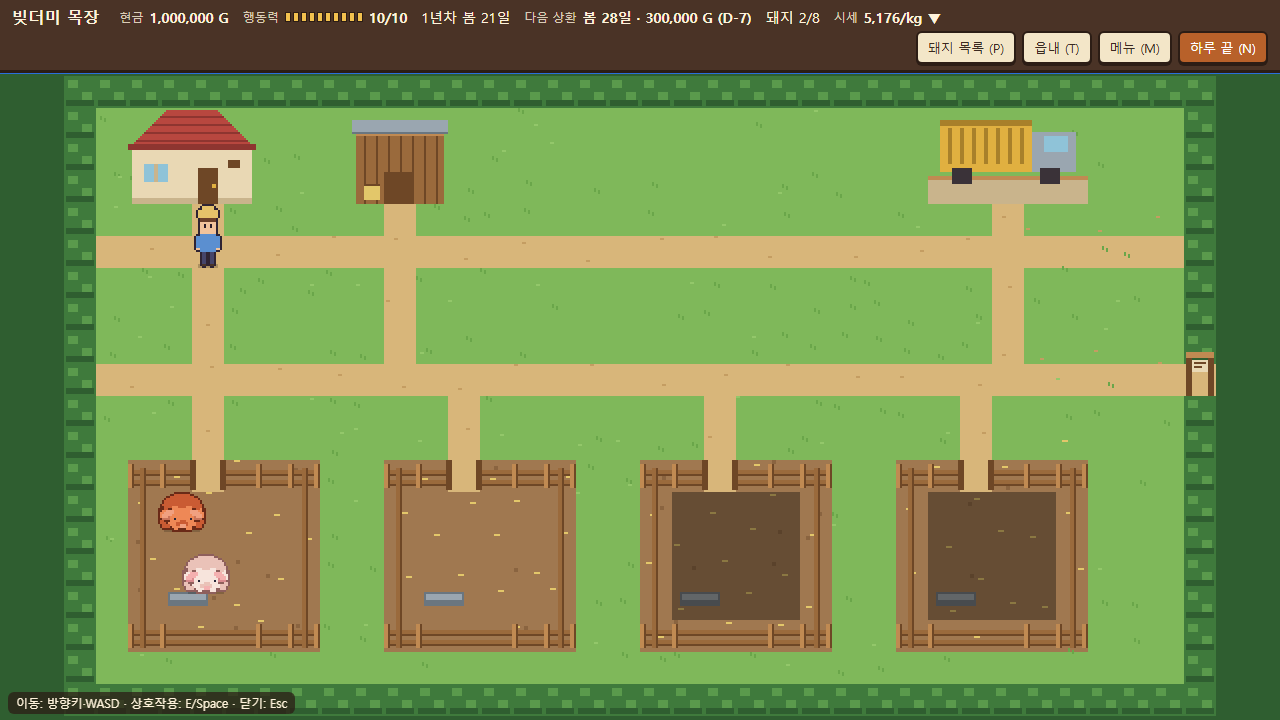 빚더미 목장 현금 1,000,000 G 행동력 10/10 1년차 봄 21일 다음 상환 봄 28일 · 300,000 G (D-7) 돼지 2/8 시세 5,176/kg ▼
돼지 목록 (P) 읍내 (T) 메뉴 (M) 하루 끝 (N)
이동: 방향키·WASD · 상호작용: E/Space · 닫기: Esc